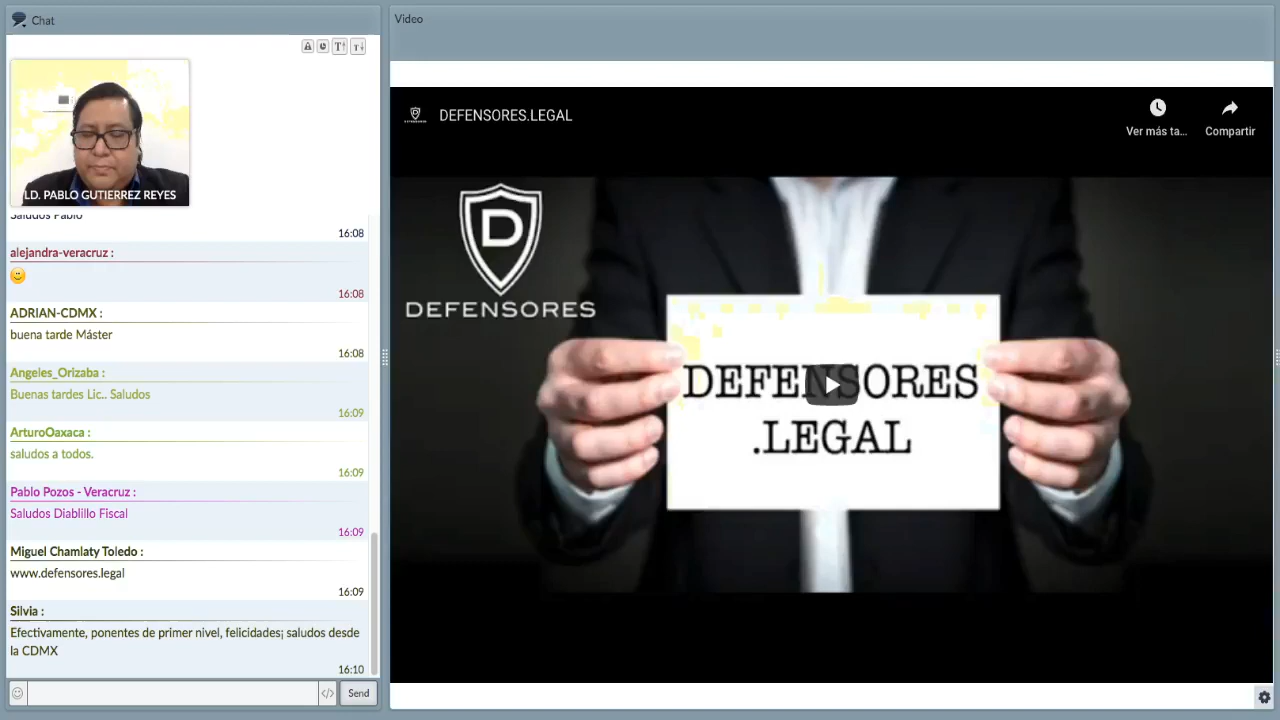 Chat
LD. PABLO GUTIERREZ REYES
Saludos Pablo
16:08
alejandra-veracruz :
16:08
ADRIAN-CDMX :
buena tarde Máster
16:08
Angeles_Orizaba :
Buenas tardes Lic.. Saludos
16:09
ArturoOaxaca :
saludos a todos.
16:09
Pablo Pozos - Veracruz :
Saludos Diablillo Fiscal
16:09
Miguel Chamlaty Toledo :
www.defensores.legal
16:09
Silvia :
Efectivamente, ponentes de primer nivel, felicidades¡ saludos desde
la CDMX
16:10
Send
Video
DEFENSORES.LEGAL
Ver más ta...
Compartir
D
DEFENSORES
DEFENSORES
.LEGAL